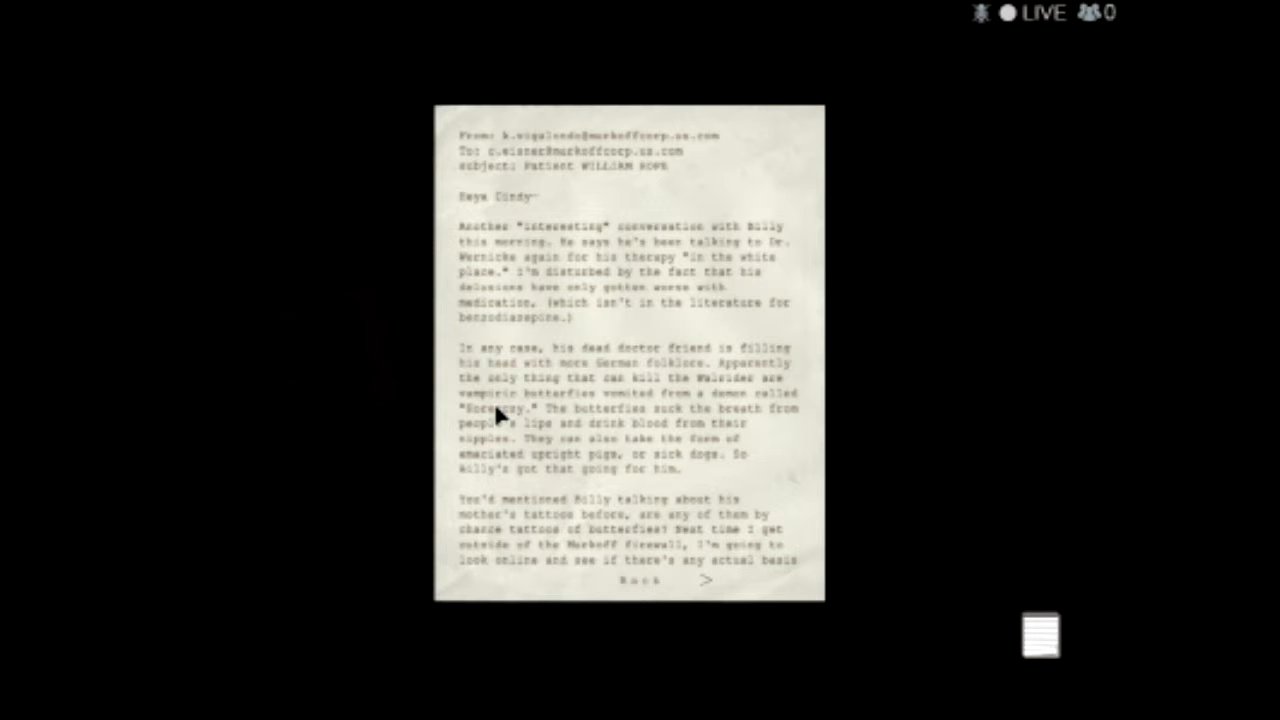 LIVE 0
From: k.vigalondo@murkoffcorp.us.com
To: c.eisner@murkoffcorp.us.com
subject: Patient WILLIAM HOPE
Heya Cindy-
Another "interesting" conversation with Billy
this morning. He says he's been talking to Dr.
Wernicke again for his therapy "in the white
place." I'm disturbed by the fact that his
delusions have only gotten worse with
medication. (which isn't in the literature for
benzodiazepine.)
In any case, his dead doctor friend is filling
his head with more German folklore. Apparently
the only thing that can kill the Walrider are
vampiric butterflies vomited from a demon called
The butterfies suck the breath from
people's lips and drink blood from their
nipples. They can also take the form of
emaciated upright pigs, or sick dogs. So
Billy's got that going for him.
You'd mentioned Billy talking about his
mother's tattoos before, are any of them by
chance tattoos of butterfies? Next time I get
outside of the Murkoff firewall, I'm going to
look online and see if there's any actual basis
Back >